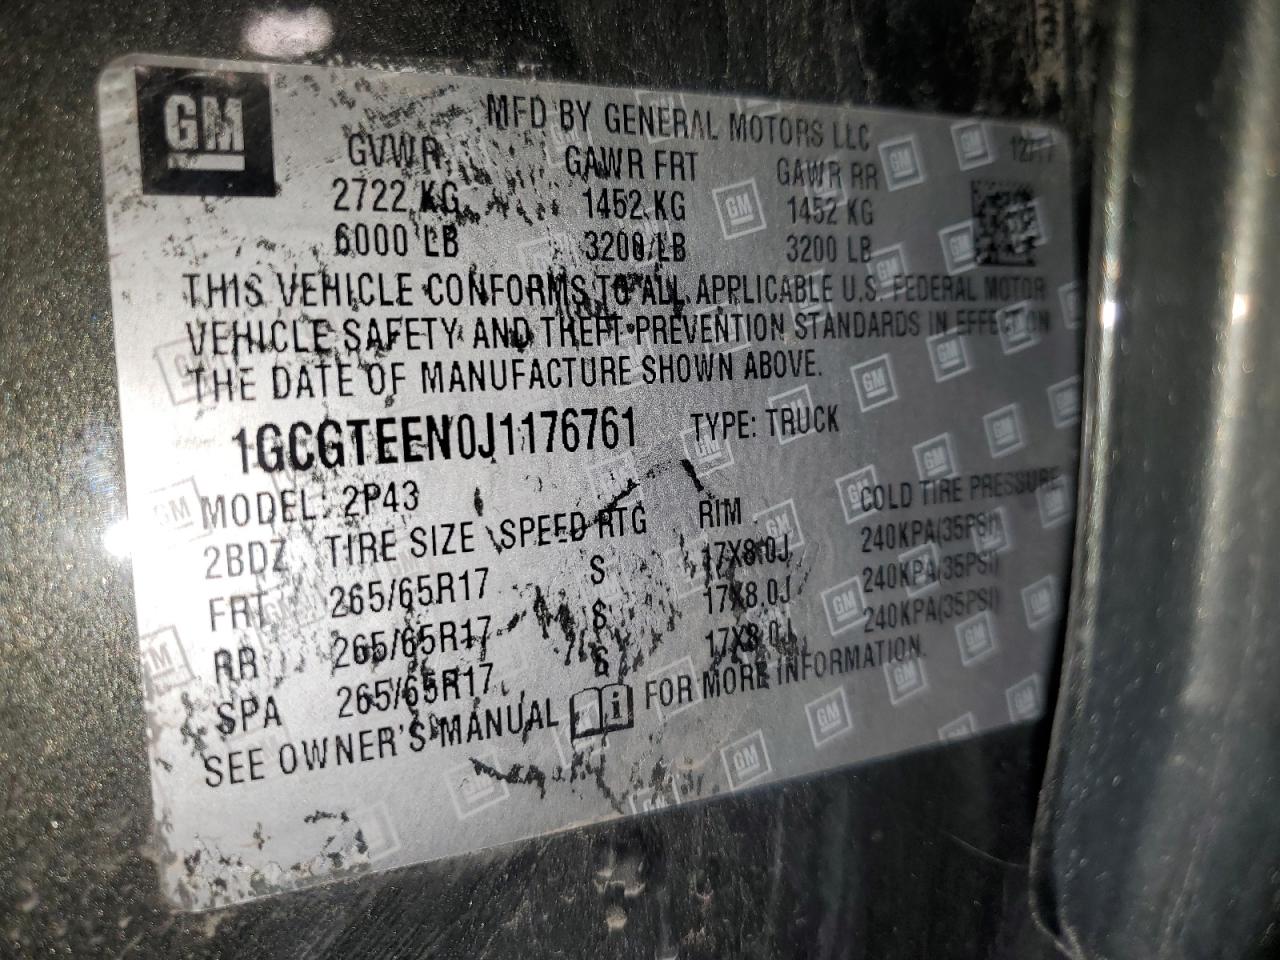 GM
MFD BY GENERAL MOTORS LLC
12/17
GVWR GAWR FRT GAWR RR
2722 KG 1452 KG 1452 KG
6000 LB 3200 LB 3200 LB
THIS VEHICLE CONFORMS TO ALL APPLICABLE U.S. FEDERAL MOTOR
VEHICLE SAFETY AND THEFT PREVENTION STANDARDS IN EFFECT ON
THE DATE OF MANUFACTURE SHOWN ABOVE.
1GCGTEEN0J1176761 TYPE: TRUCK
MODEL: 2P43
2BDZ TIRE SIZE SPEED RTG RIM COLD TIRE PRESSURE
FRT 265/65R17 S 17X8.0J 240KPA(35PSI)
RR 265/65R17 S 17X8.0J 240KPA(35PSI)
SPA 265/65R17 S 17X8.0J 240KPA(35PSI)
SEE OWNER'S MANUAL FOR MORE INFORMATION.